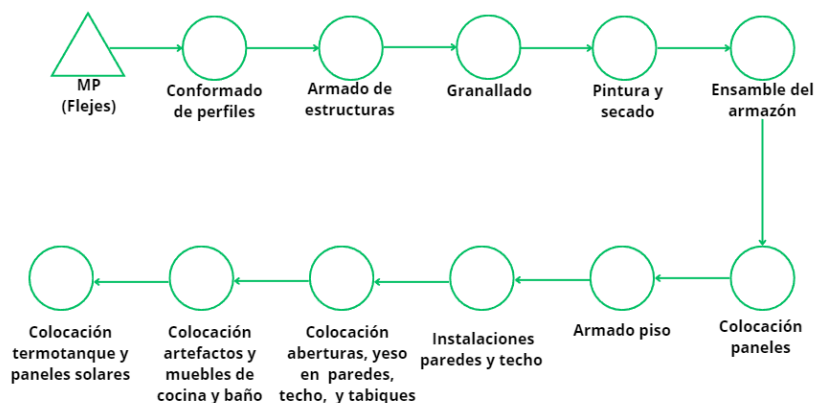 MP
(Flejes)
Conformado
de perfiles
Armado de
estructuras
Granallado
Pintura y
secado
Ensamble del
armazón
Colocación
termotanque y
paneles solares
Colocación
artefactos y
muebles de
cocina y baño
Colocación
aberturas, yeso
en paredes,
techo, y tabiques
Instalaciones
paredes y techo
Armado piso
Colocación
paneles